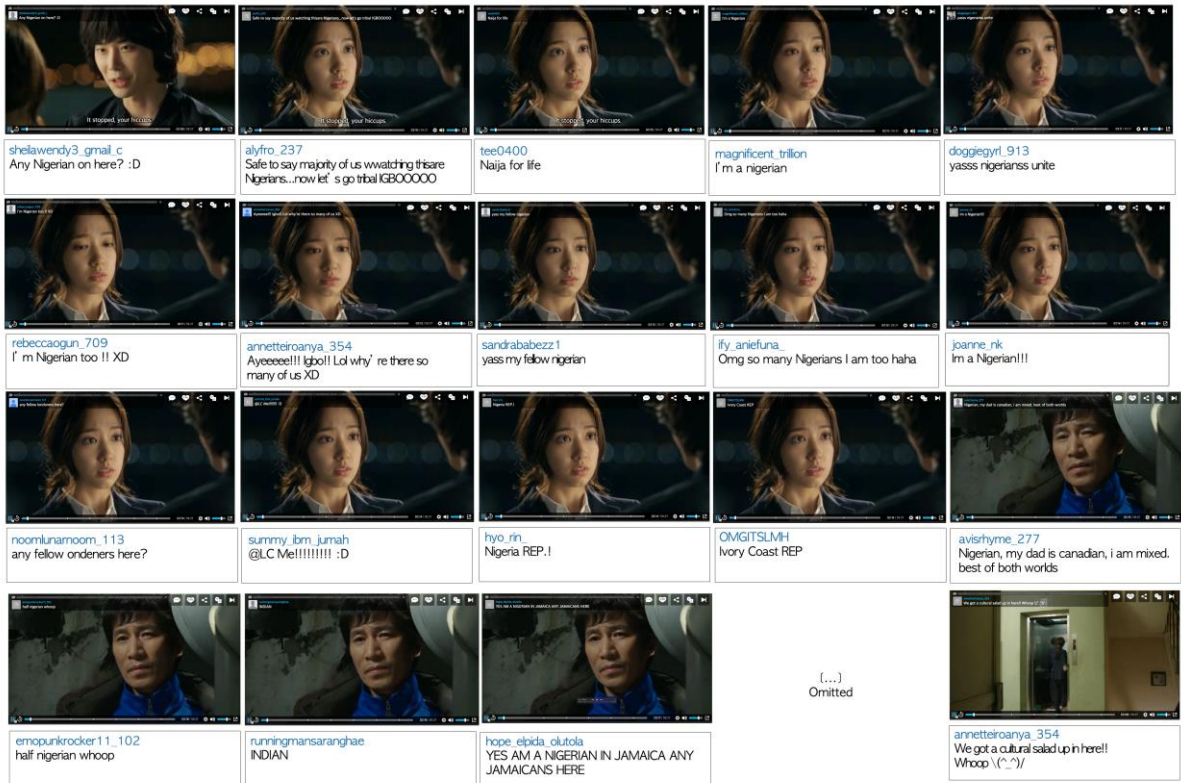 It stopped, your hiccups.
sheilawendy3_gmail_c
Any Nigerian on here? :D
It stopped, your hiccups.
alyfro_237
Safe to say majority of us wwatching thisare
Nigerians...now let's go tribal IGBOOOOO
It stopped, your hiccups.
tee0400
Naija for life
magnificent_trillion
I'm a nigerian
doggiegyrl_913
yasss nigerianss unite
rebeccaogun_709
I'm Nigerian too !! XD
annetteiroanya_354
Ayeeeee!!! Igbo!! Lol why're there so
many of us XD
sandrababezz1
yass my fellow nigerian
ify_aniefuna_
Omg so many Nigerians I am too haha
joanne_nk
Im a Nigerian!!!
noomlunarnoom_113
any fellow ondeners here?
summy_ibm_jumah
@LC Me!!!!!!!!! :D
hyo_rin_
Nigeria REP.!
OMGITSLMH
Ivory Coast REP
avisrhyme_277
Nigerian, my dad is canadian, i am mixed.
best of both worlds
emopunkrocker11_102
half nigerian whoop
runningmansaranghae
INDIAN
hope_elpida_olutola
YES AM A NIGERIAN IN JAMAICA ANY
JAMAICANS HERE
(...)
Omitted
annetteiroanya_354
We got a cultural salad up in here!!
Whoop \(^_^)/